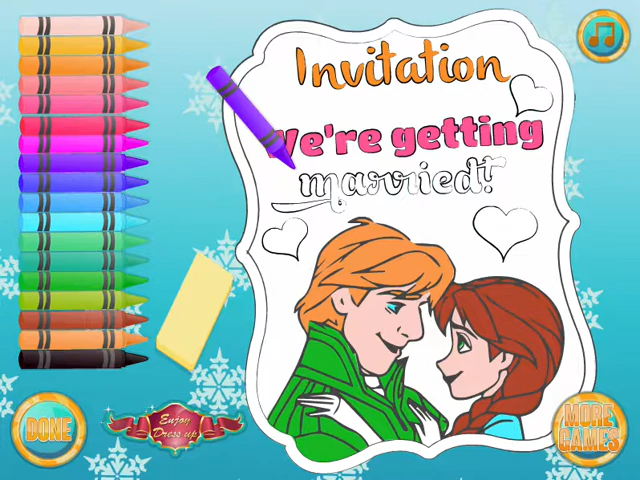 Invitation
We're getting
married!
DONE
Enjoy
Dress up
MORE
GAMES